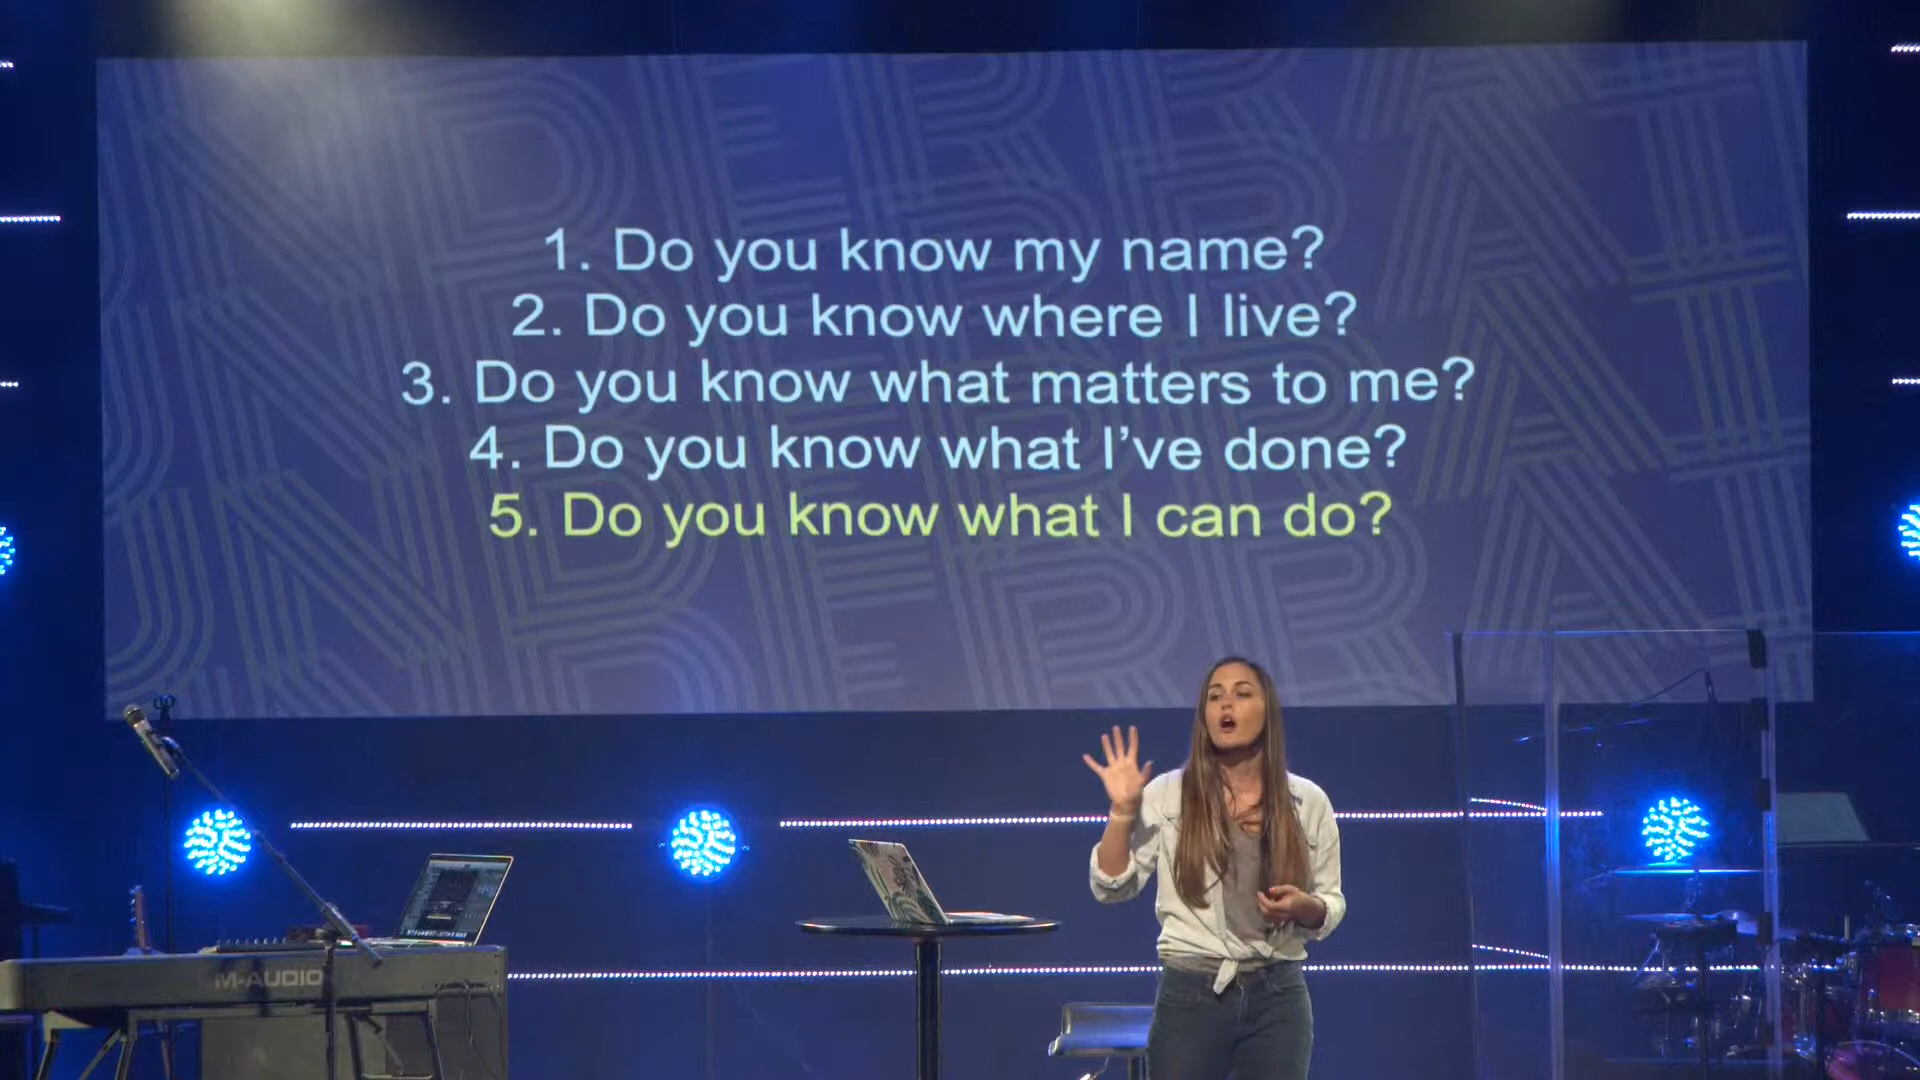 1. Do you know my name?
2. Do you know where I live?
3. Do you know what matters to me?
4. Do you know what I’ve done?
5. Do you know what I can do?
M-AUDIO